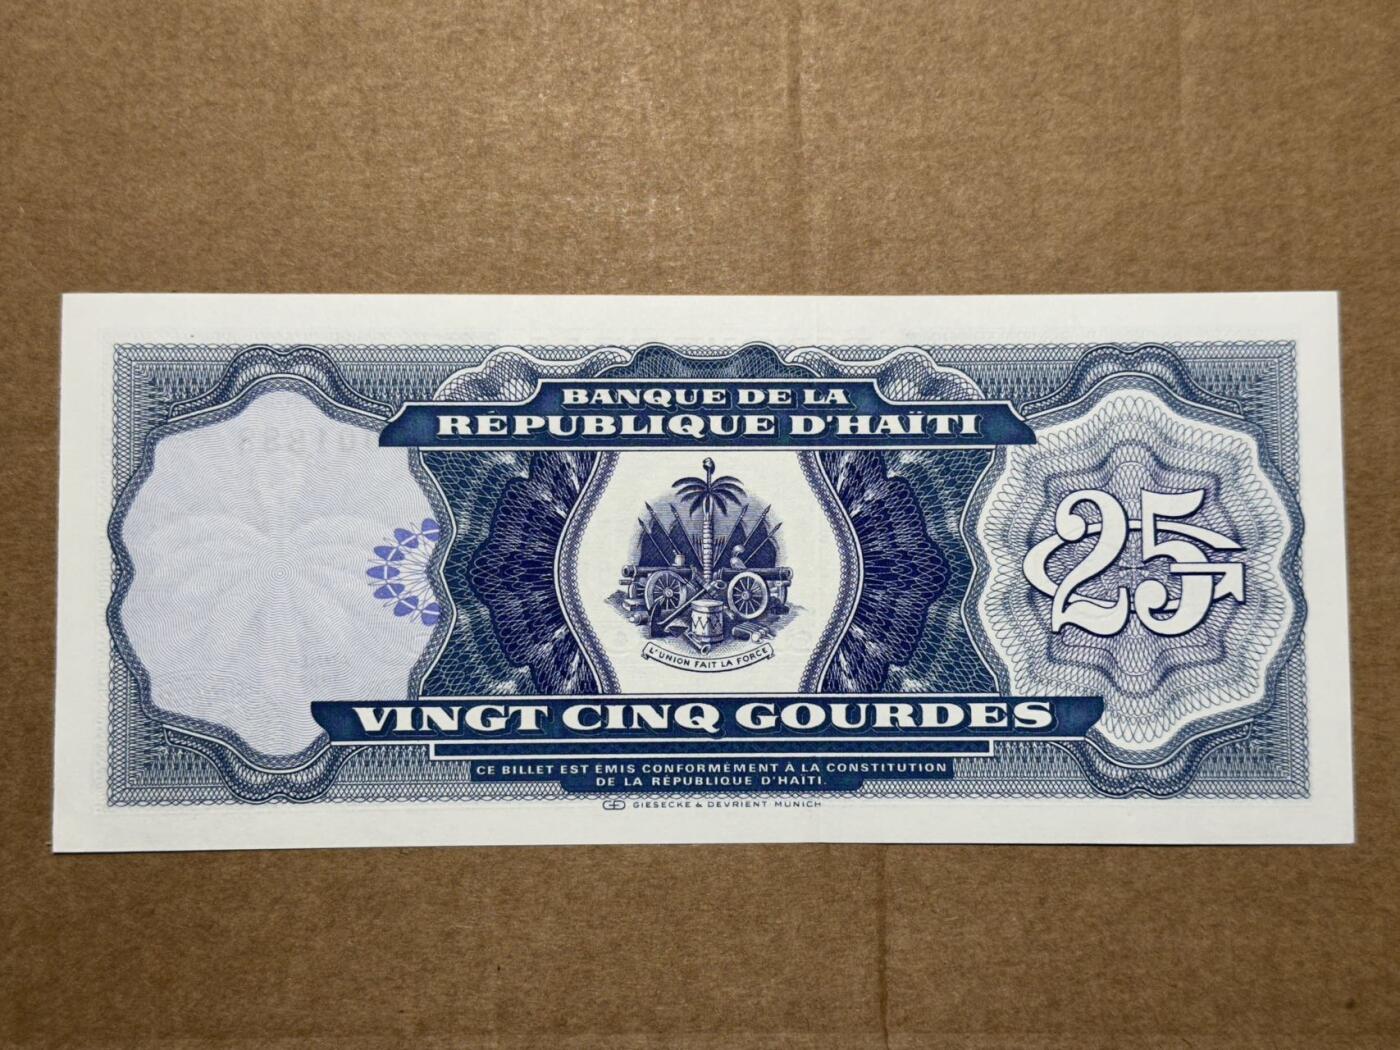 BANQUE DE LA
RÉPUBLIQUE D'HAÏTI
25
L'UNION FAIT LA FORCE
VINGT CINQ GOURDES
CE BILLET EST ÉMIS CONFORMÉMENT À LA CONSTITUTION
DE LA RÉPUBLIQUE D'HAÏTI.
GIESECKE & DEVRIENT MUNICH